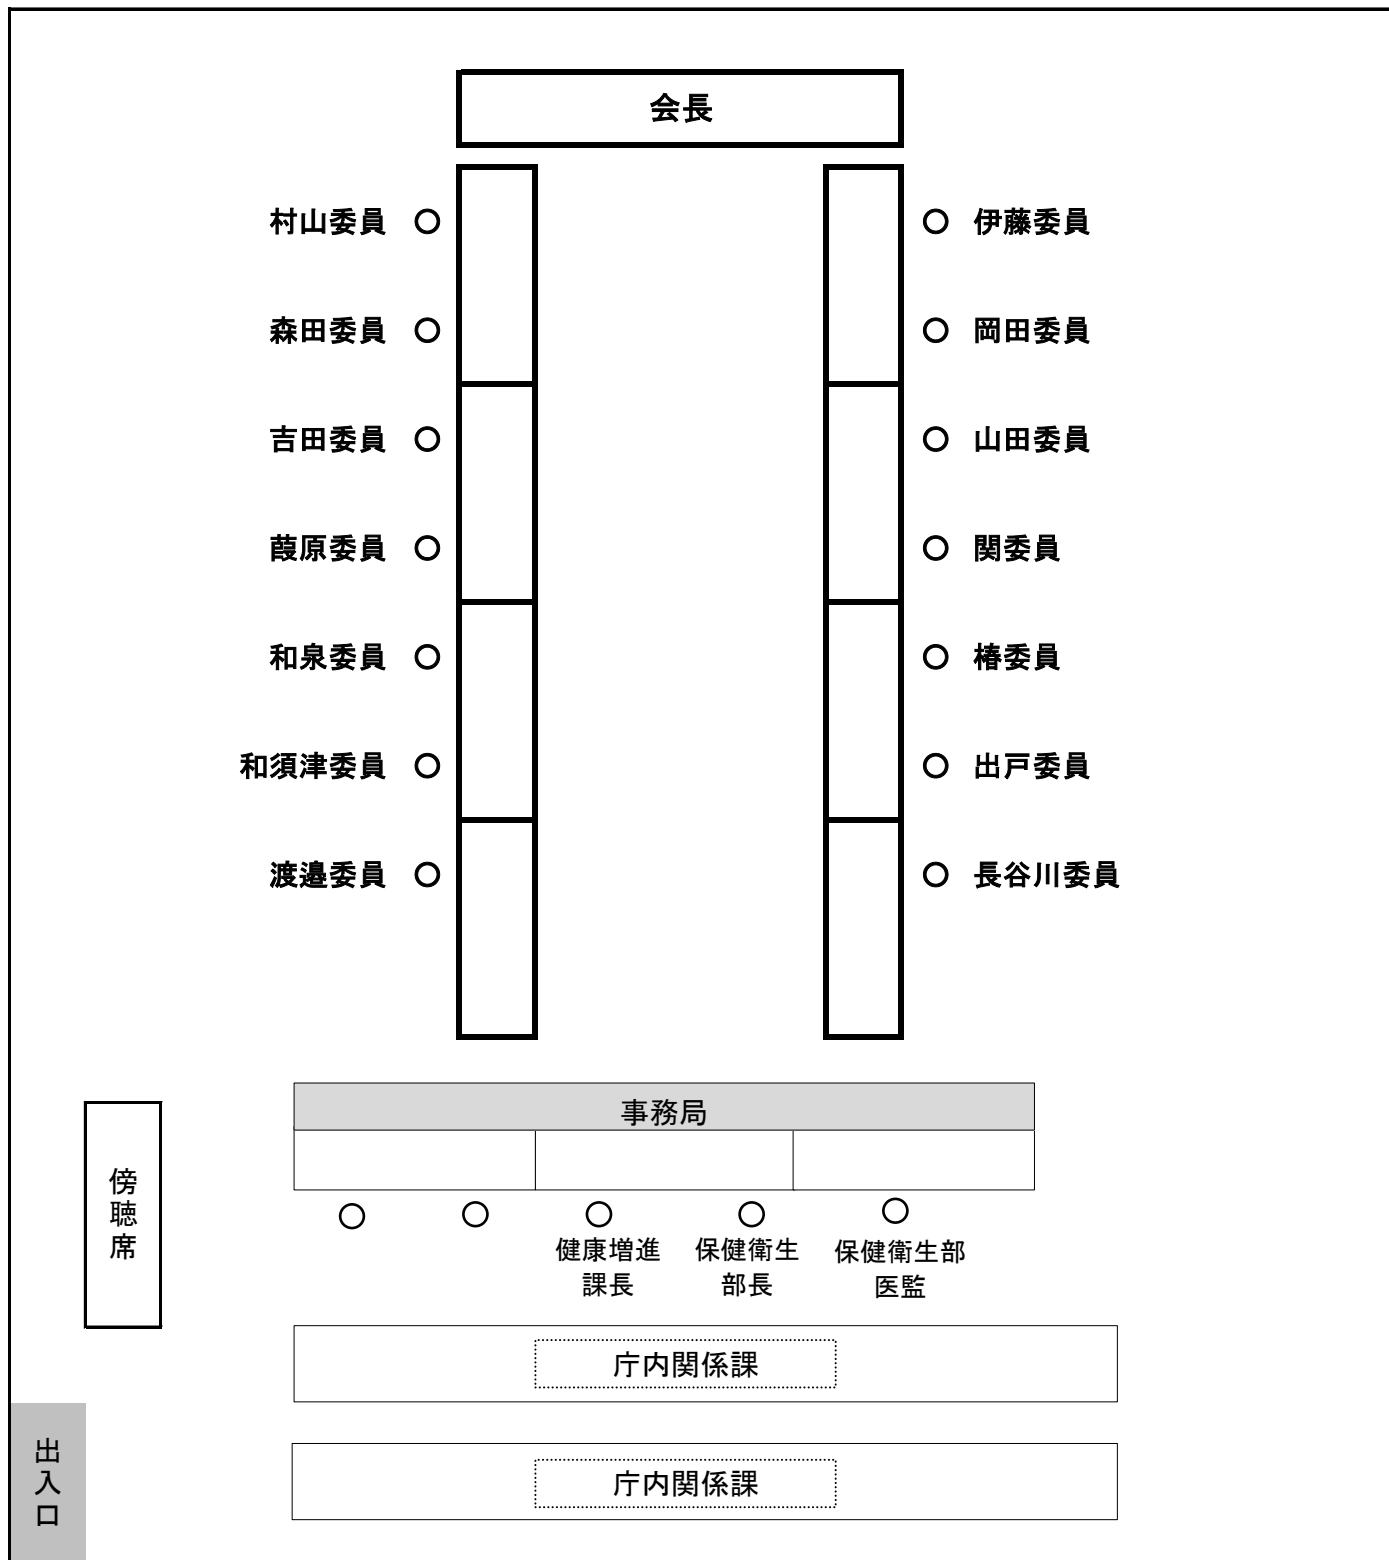 会長
村山委員 ○ ○ 伊藤委員
森田委員 ○ ○ 岡田委員
吉田委員 ○ ○ 山田委員
葭原委員 ○ ○ 関委員
和泉委員 ○ ○ 椿委員
和須津委員 ○ ○ 出戸委員
渡邉委員 ○ ○ 長谷川委員
事務局
○ ○ ○ ○ ○
健康増進
課長
保健衛生
部長
保健衛生部
医監
傍聴席
庁内関係課
庁内関係課
出入口